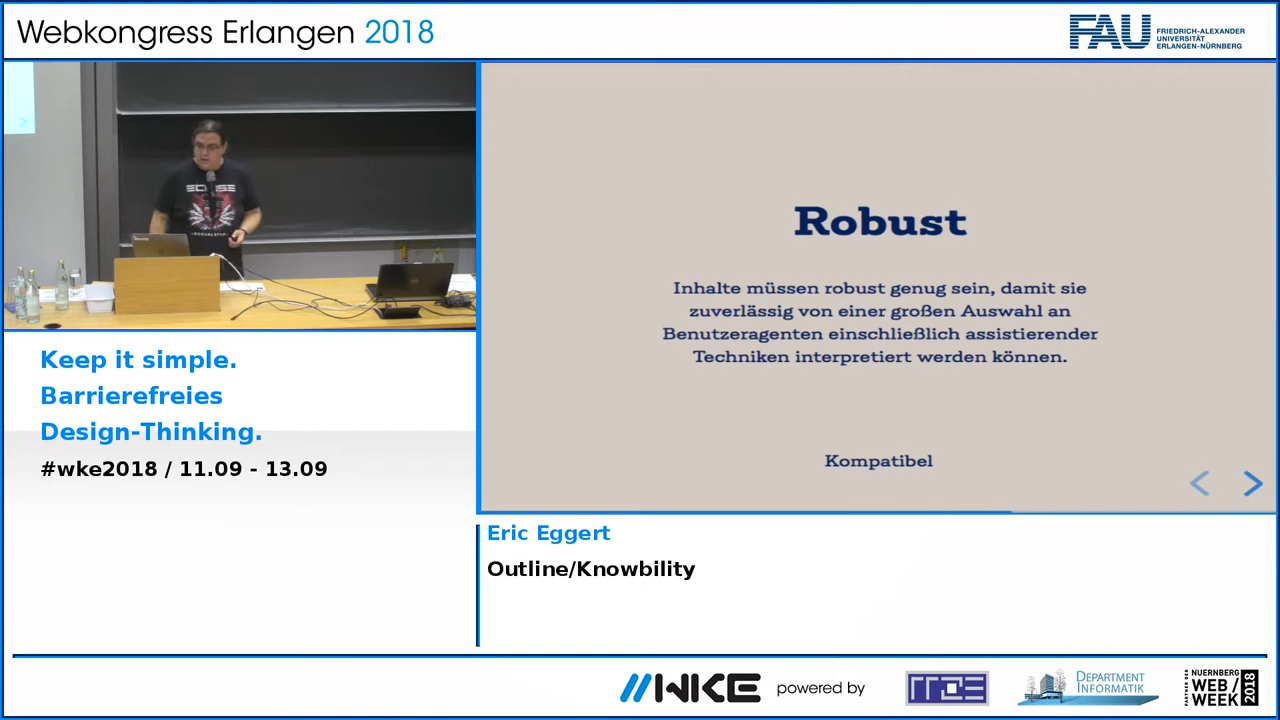 Webkongress Erlangen 2018
FAU
FRIEDRICH-ALEXANDER
UNIVERSITÄT
ERLANGEN-NÜRNBERG
Robust
Inhalte müssen robust genug sein, damit sie
zuverlässig von einer großen Auswahl an
Benutzeragenten einschließlich assistierender
Techniken interpretiert werden können.
Kompatibel
Keep it simple.
Barrierefreies
Design-Thinking.
#wke2018 / 11.09 - 13.09
Eric Eggert
Outline/Knowbility
//WKE
powered by
DEPARTMENT
INFORMATIK
PARTNER DER
NUERNBERG
WEB/
WEEK
2018